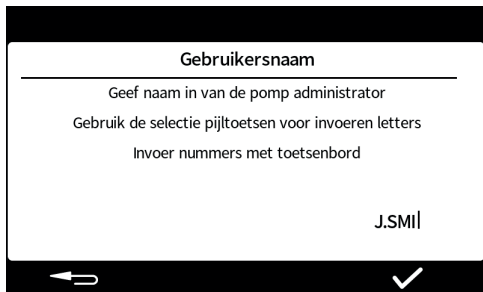 Gebruikersnaam
Geef naam in van de pomp administrator
Gebruik de selectie pijltoetsen voor invoeren letters
Invoer nummers met toetsenbord
J.SMI